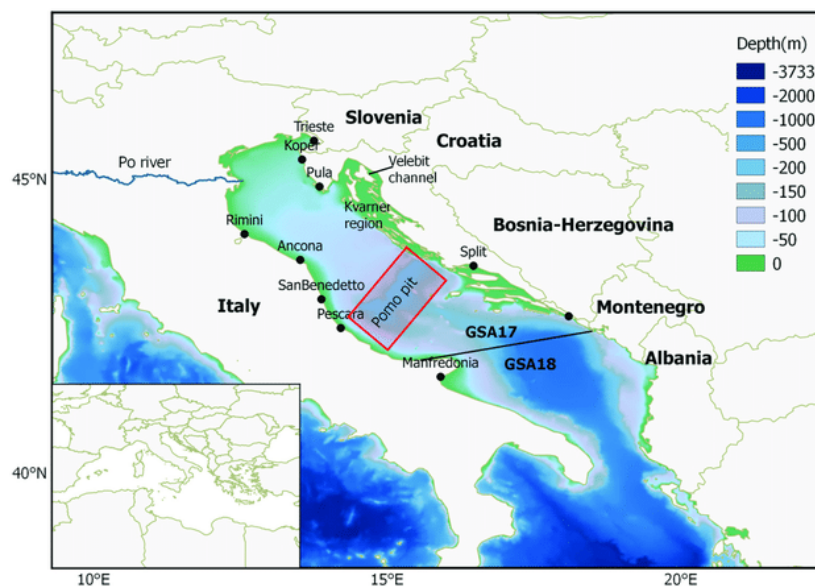 Depth(m)
-3733
-2000
-1000
-500
-200
-150
-100
-50
0
Slovenia
Trieste
Koper
Croatia
Po river
Pula
Velebit
channel
45°N
Kvarner
region
Rimini
Bosnia-Herzegovina
Ancona
Split
SanBenedetto
Italy
Pomo pit
Pescara
Montenegro
GSA17
Manfredonia
GSA18
Albania
40°N
10°E
15°E
20°E